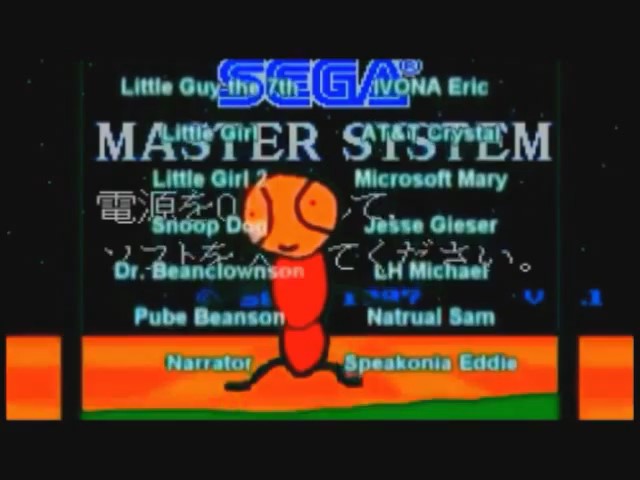 SEGA®
Little Guy the 7th IVONA Eric
MASTER SYSTEM
Little Girl AT&T Crystal
Little Girl 2 Microsoft Mary
電源を て、
Snoop Dog Jesse Gieser
ソフトを てください。
Dr. Beanclownson LH Michael
Pube Beanson Natrual Sam
Narrator Speakonia Eddie